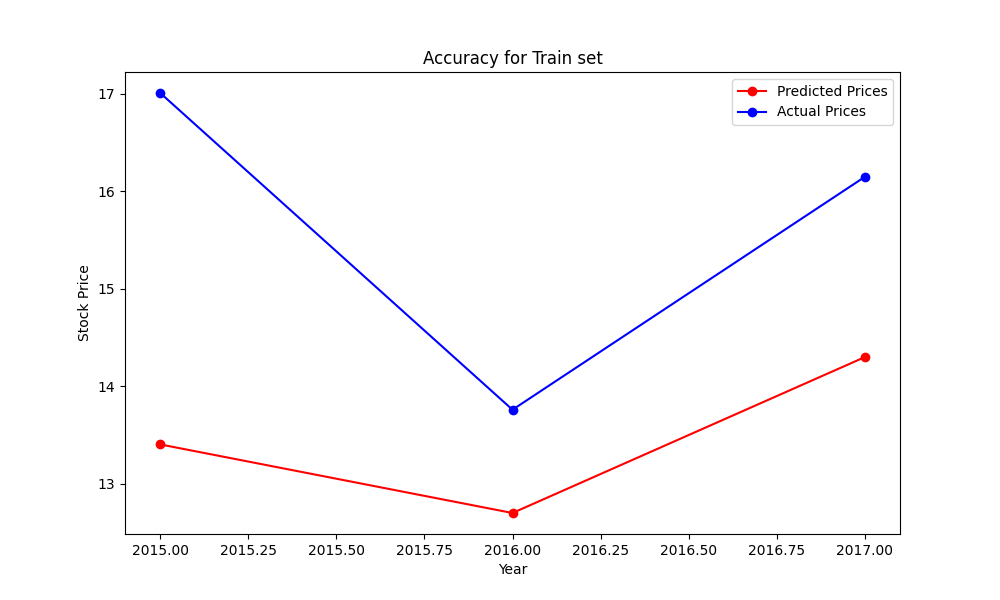 Accuracy for Train set
Predicted Prices
Actual Prices
17
16
15
14
13
Stock Price
2015.00 2015.25 2015.50 2015.75 2016.00 2016.25 2016.50 2016.75 2017.00
Year